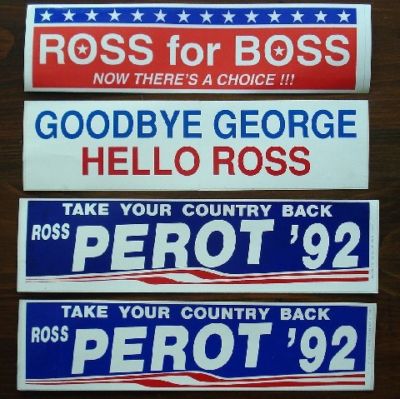 ROSS for BOSS
NOW THERE'S A CHOICE !!!
GOODBYE GEORGE
HELLO ROSS
TAKE YOUR COUNTRY BACK
ROSS PEROT '92
TAKE YOUR COUNTRY BACK
ROSS PEROT '92